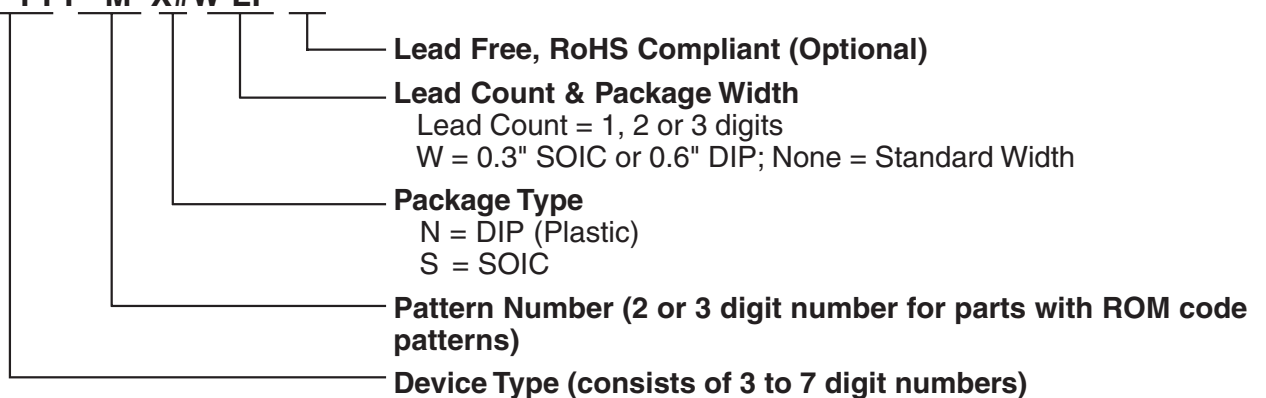 Lead Free, RoHS Compliant (Optional)
Lead Count & Package Width
Lead Count = 1, 2 or 3 digits
W = 0.3" SOIC or 0.6" DIP; None = Standard Width
Package Type
N = DIP (Plastic)
S = SOIC
Pattern Number (2 or 3 digit number for parts with ROM code
patterns)
Device Type (consists of 3 to 7 digit numbers)